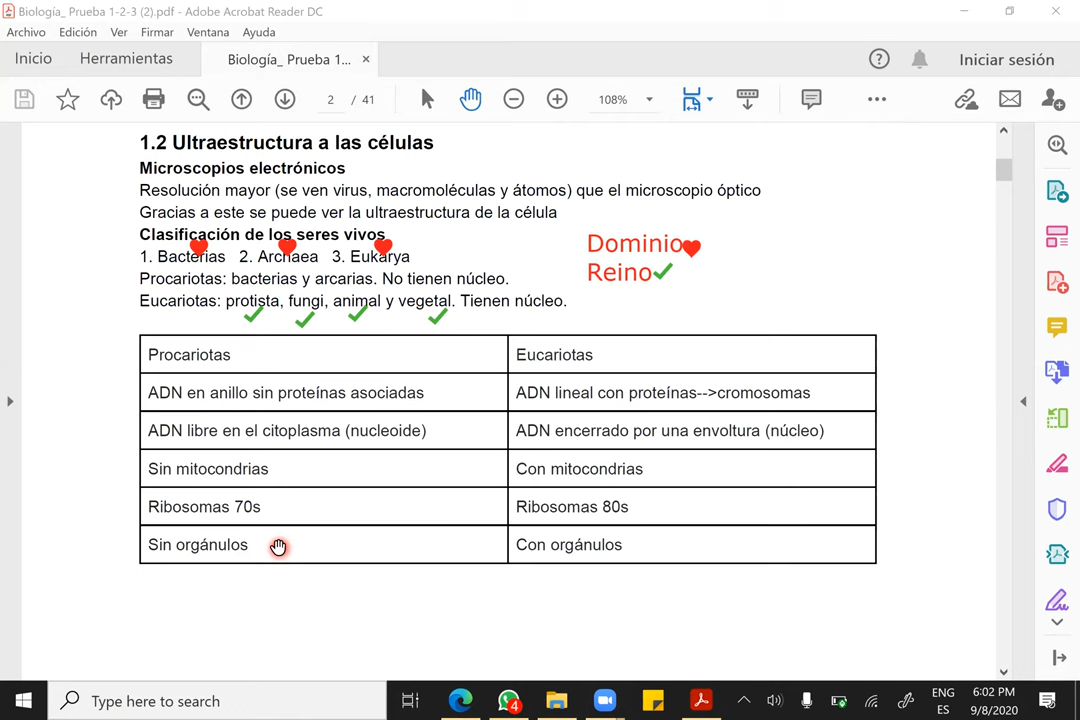 Biología_ Prueba 1-2-3 (2).pdf - Adobe Acrobat Reader DC
Archivo Edición Ver Firmar Ventana Ayuda
Inicio Herramientas Biología_ Prueba 1... × Iniciar sesión
2 / 41 108%
1.2 Ultraestructura a las células
Microscopios electrónicos
Resolución mayor (se ven virus, macromoléculas y átomos) que el microscopio óptico
Gracias a este se puede ver la ultraestructura de la célula
Clasificación de los seres vivos
Dominio
1. Bacterias 2. Archaea 3. Eukarya
Reino
Procariotas: bacterias y arcarias. No tienen núcleo.
Eucariotas: protista, fungi, animal y vegetal. Tienen núcleo.
Procariotas Eucariotas
ADN en anillo sin proteínas asociadas ADN lineal con proteínas-->cromosomas
ADN libre en el citoplasma (nucleoide) ADN encerrado por una envoltura (núcleo)
Sin mitocondrias Con mitocondrias
Ribosomas 70s Ribosomas 80s
Sin orgánulos Con orgánulos
Type here to search 4 ENG 6:02 PM
ES 9/8/2020